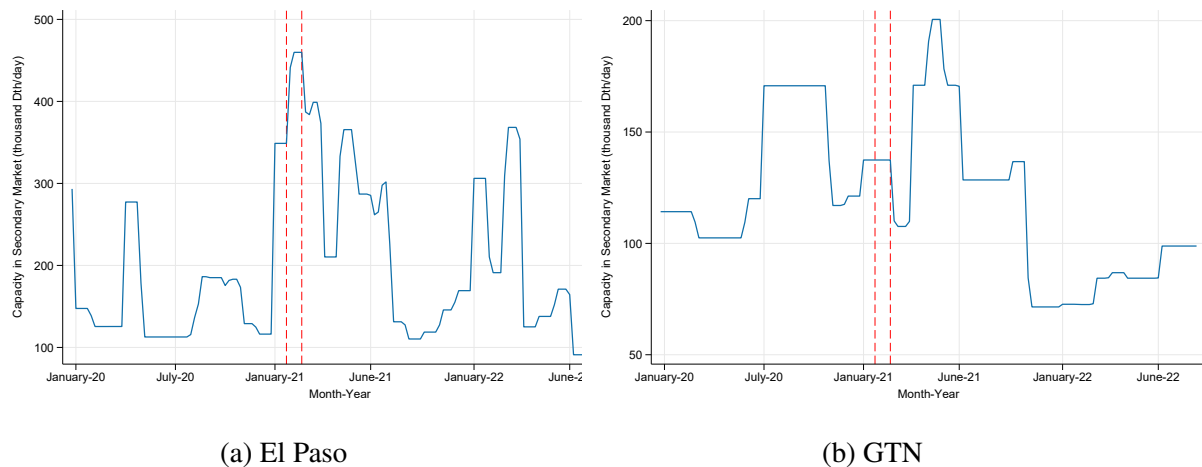 Capacity in Secondary Market (thousand Dth/day)
500
400
300
200
100
January-20
July-20
January-21
June-21
January-22
June-2
Month-Year
(a) El Paso
Capacity in Secondary Market (thousand Dth/day)
200
150
100
50
January-20
July-20
January-21
June-21
January-22
June-22
Month-Year
(b) GTN